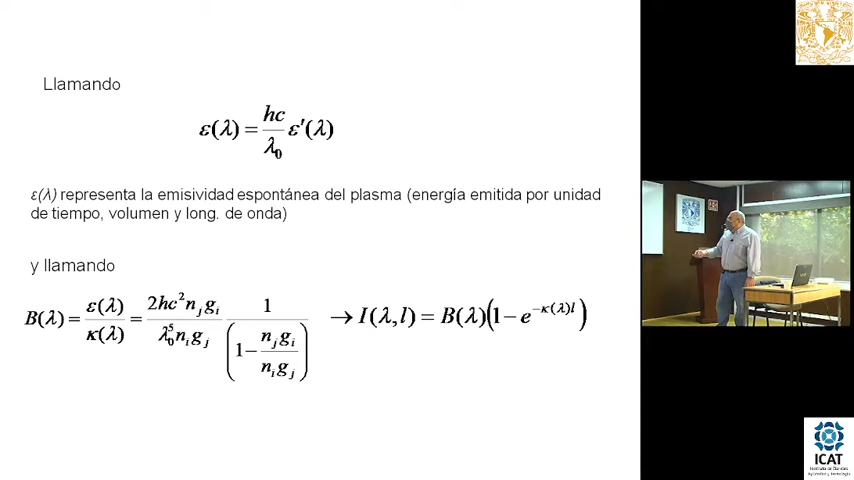 Llamando
ε(λ) = hc/λ₀ ε'(λ)
ε(λ) representa la emisividad espontánea del plasma (energía emitida por unidad
de tiempo, volumen y long. de onda)
y llamando
B(λ) = ε(λ)/κ(λ) = 2hc²nⱼgᵢ/λ₀⁵nᵢgⱼ 1/(1 − nⱼgᵢ/nᵢgⱼ) → I(λ,l) = B(λ)(1 − e^{−κ(λ)l})
ICAT